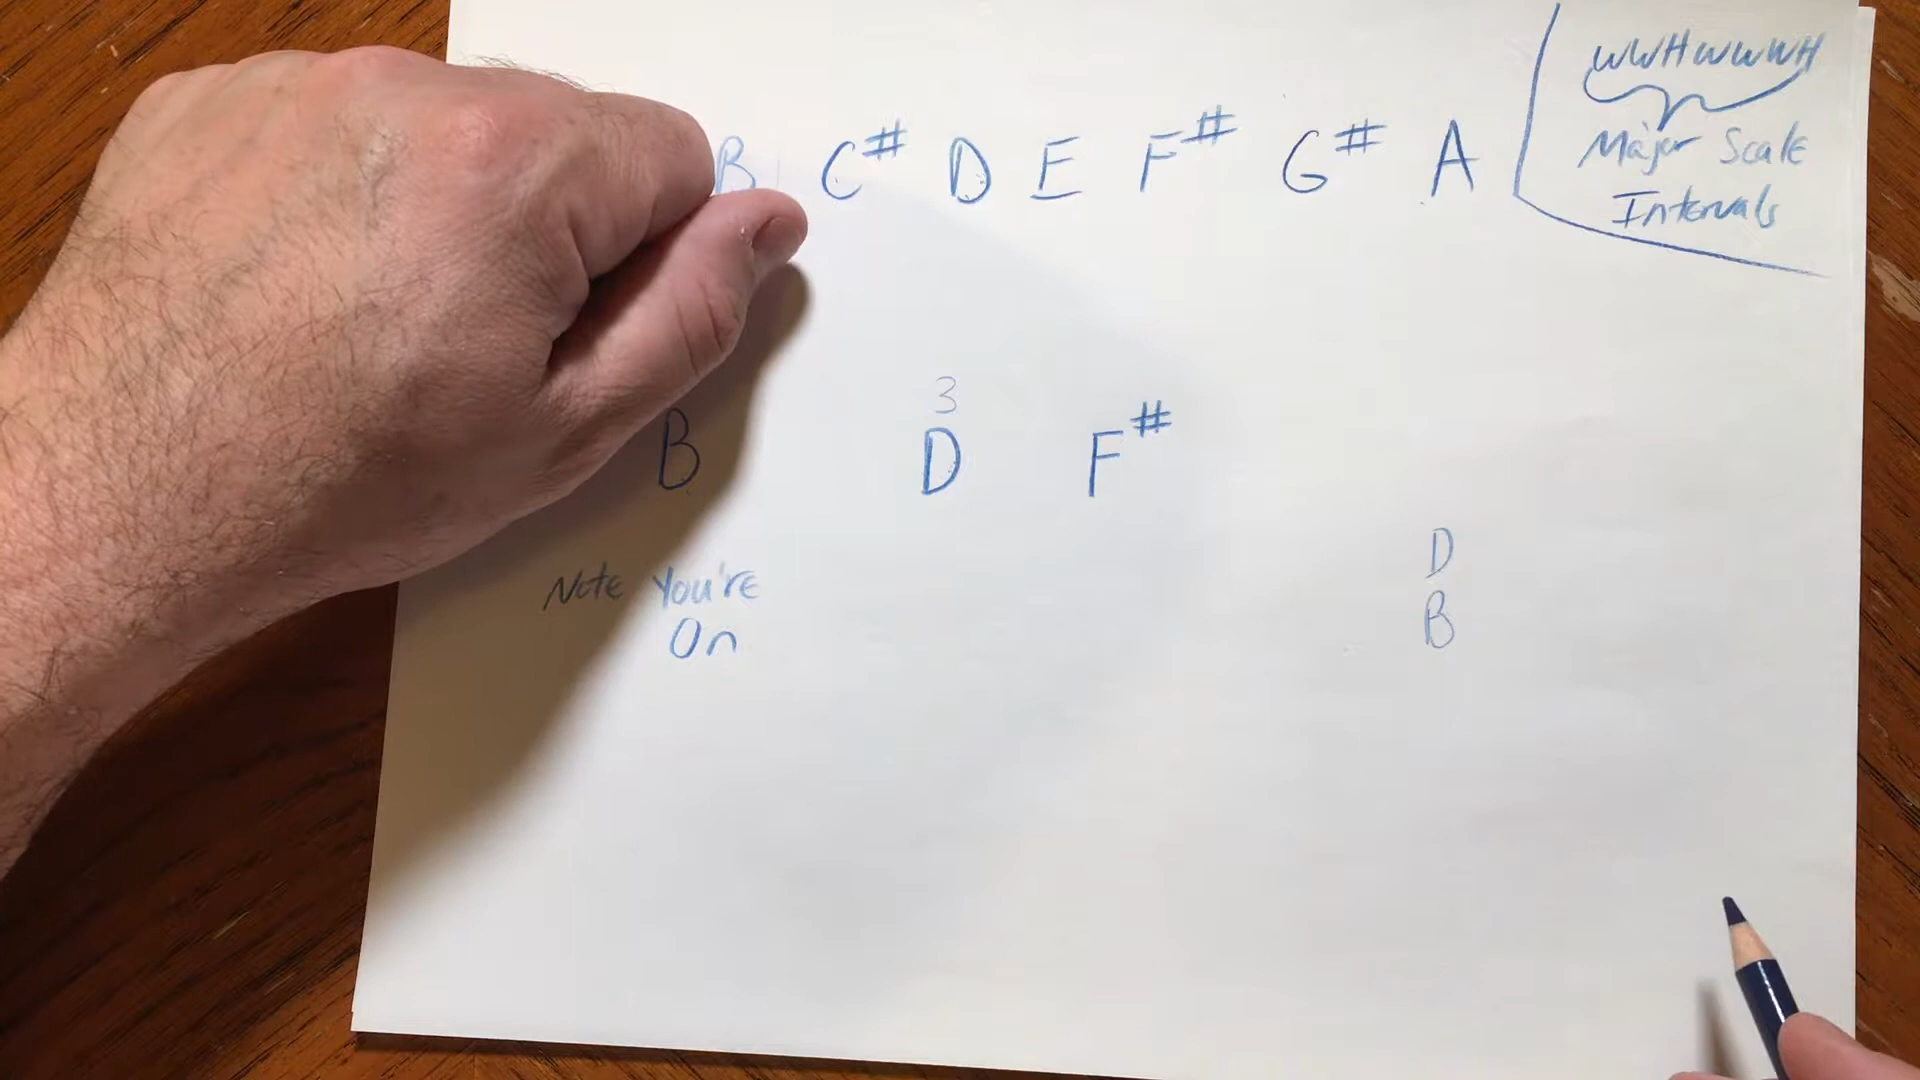 WWHWWWH
B C# D E F# G# A
Major Scale
Intervals
3
B D F#
D
Note You're
B
On